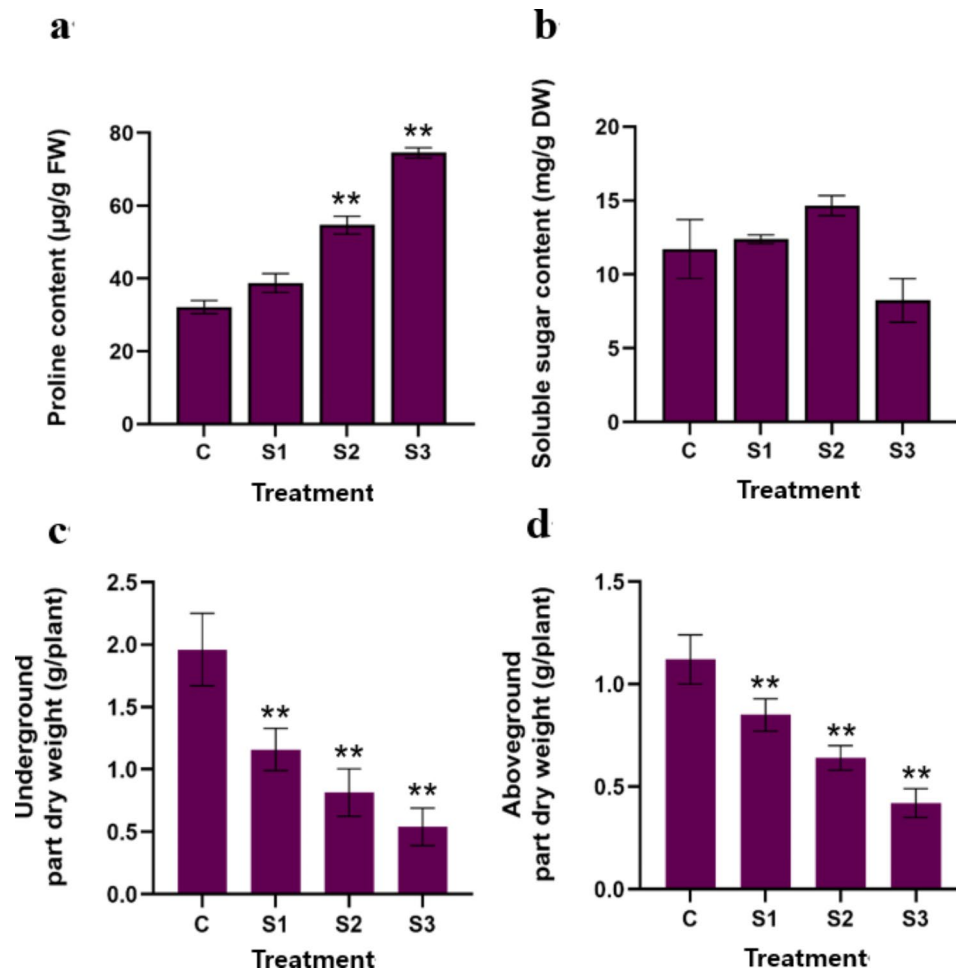 a
Proline content (µg/g FW)
80
60
40
20
0
**
**
C S1 S2 S3
Treatment
b
Soluble sugar content (mg/g DW)
20
15
10
5
0
C S1 S2 S3
Treatment
c
Underground
part dry weight (g/plant)
2.5
2.0
1.5
1.0
0.5
0.0
**
**
**
C S1 S2 S3
Treatment
d
Aboveground
part dry weight (g/plant)
1.5
1.0
0.5
0.0
**
**
**
C S1 S2 S3
Treatment